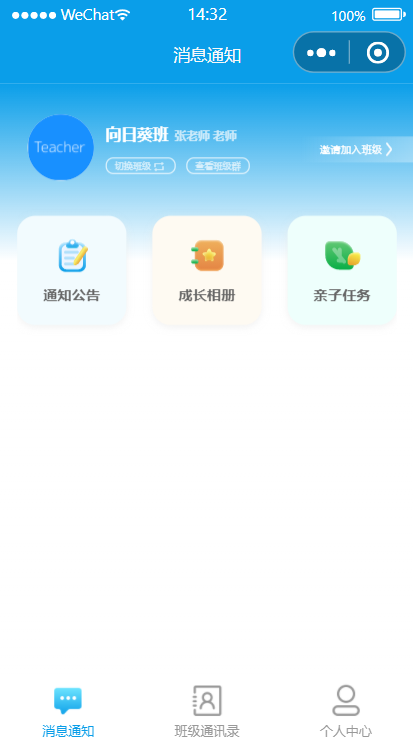 WeChat 14:32 100%
消息通知
Teacher
向日葵班 张老师 老师
切换班级 查看班级群
邀请加入班级
通知公告 成长相册 亲子任务
消息通知 班级通讯录 个人中心